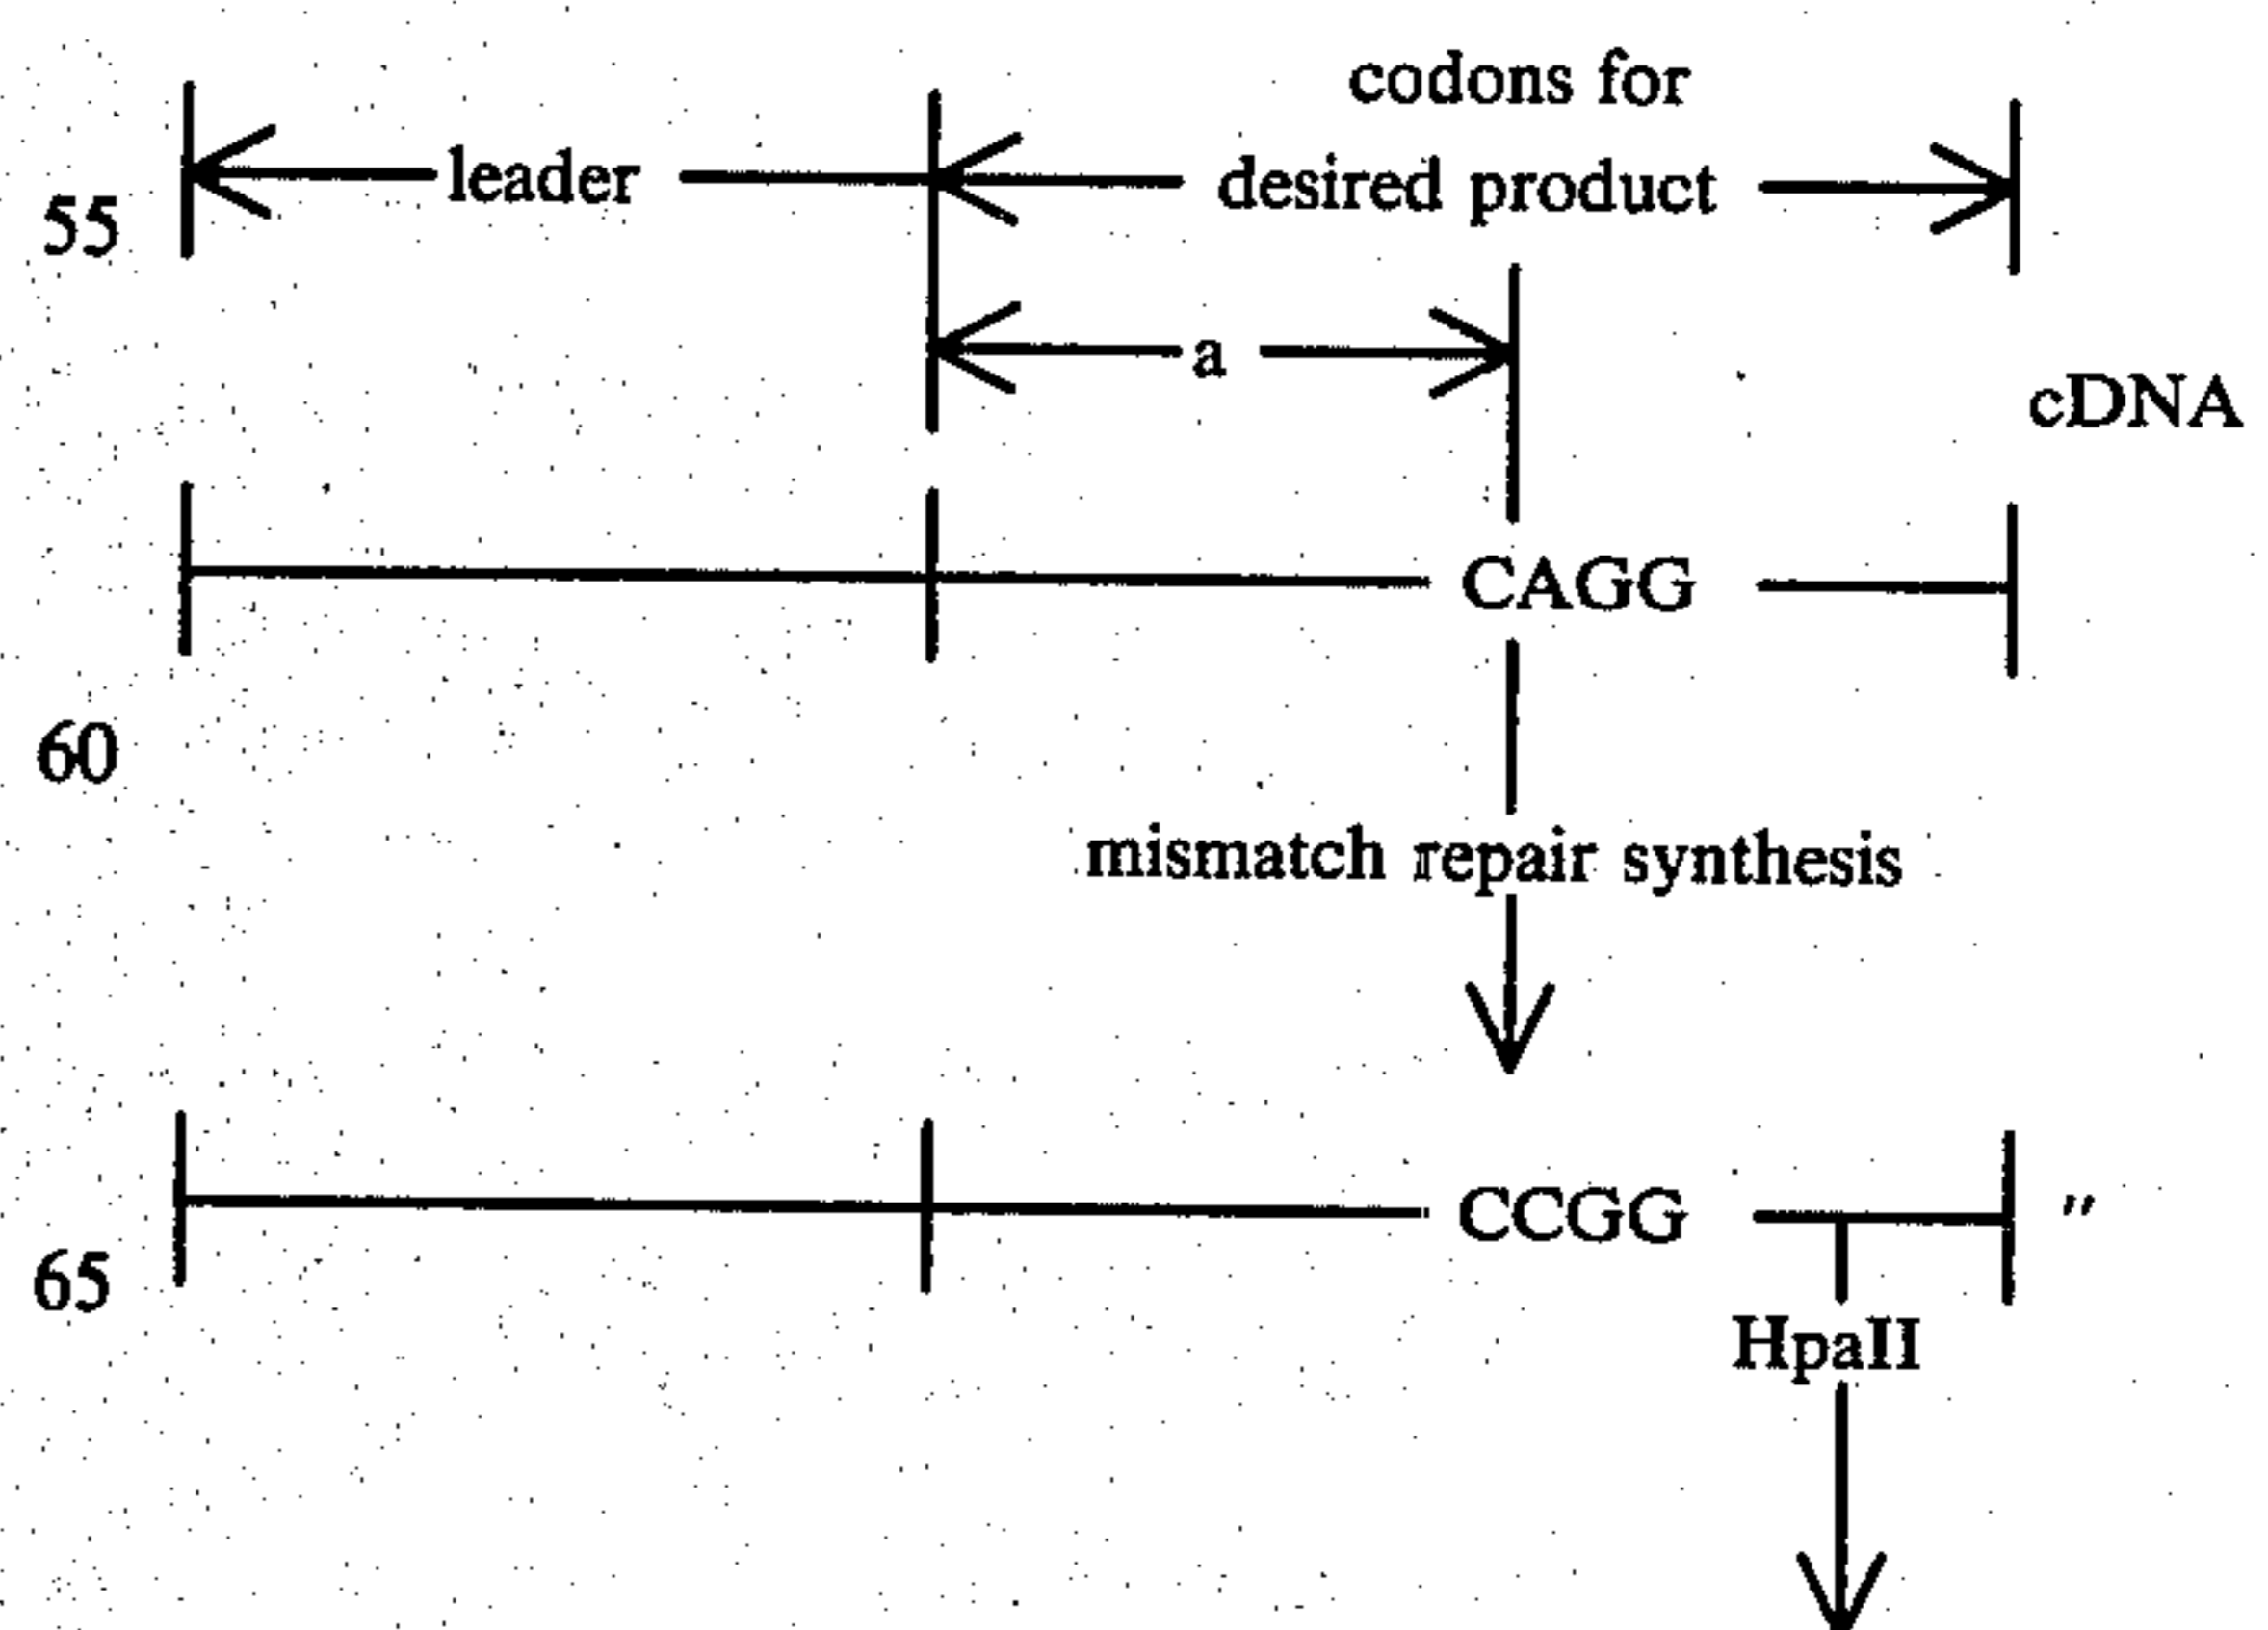 codons for
55 leader desired product
a
cDNA
CAGG
60
mismatch repair synthesis
CCGG "
65
HpaII